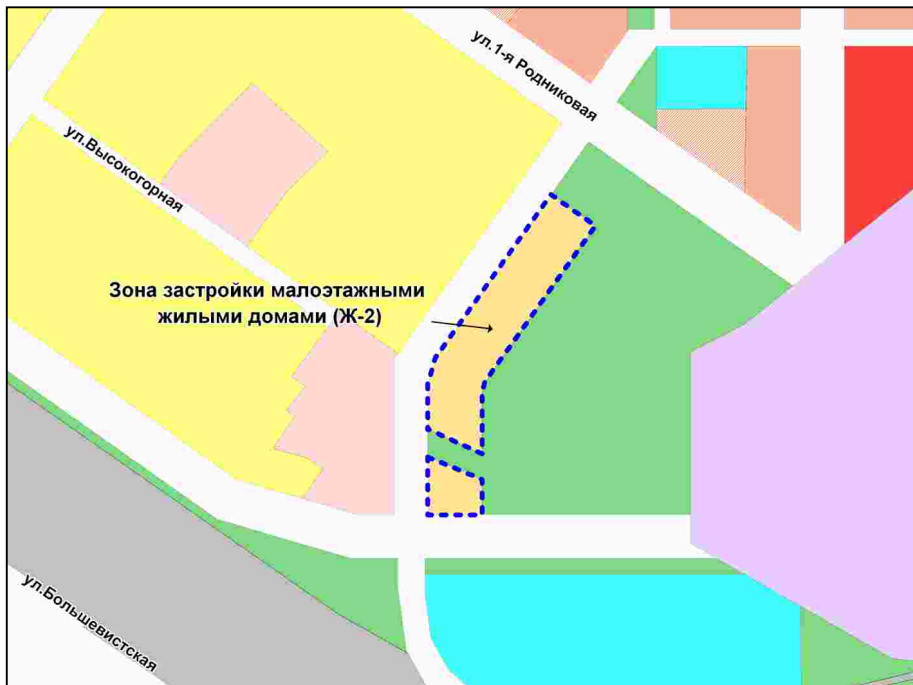 ул.1-я Родниковая
ул.Высокогорная
Зона застройки малоэтажными
жилыми домами (Ж-2)
ул.Большевистская